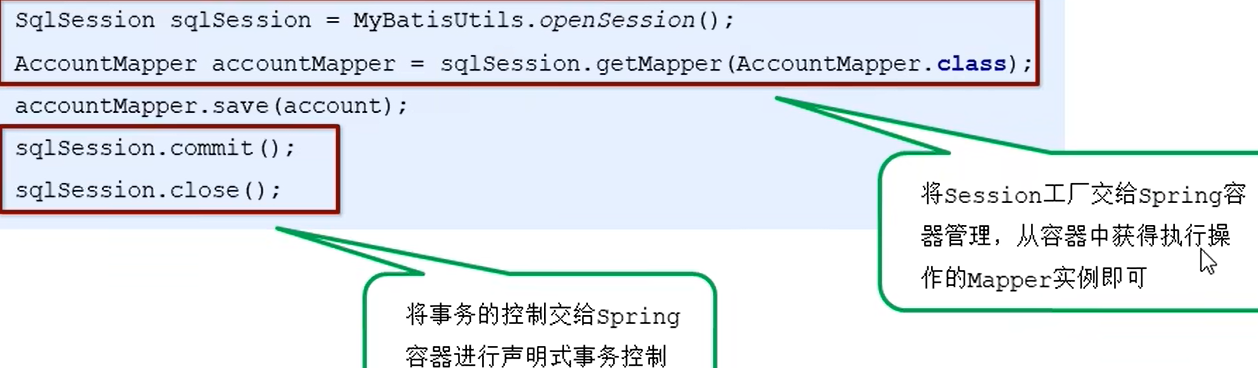 SqlSession sqlSession = MyBatisUtils.openSession();
AccountMapper accountMapper = sqlSession.getMapper(AccountMapper.class);
accountMapper.save(account);
sqlSession.commit();
sqlSession.close();
将Session工厂交给Spring容
器管理，从容器中获得执行操
作的Mapper实例即可
将事务的控制交给Spring
容器进行声明式事务控制